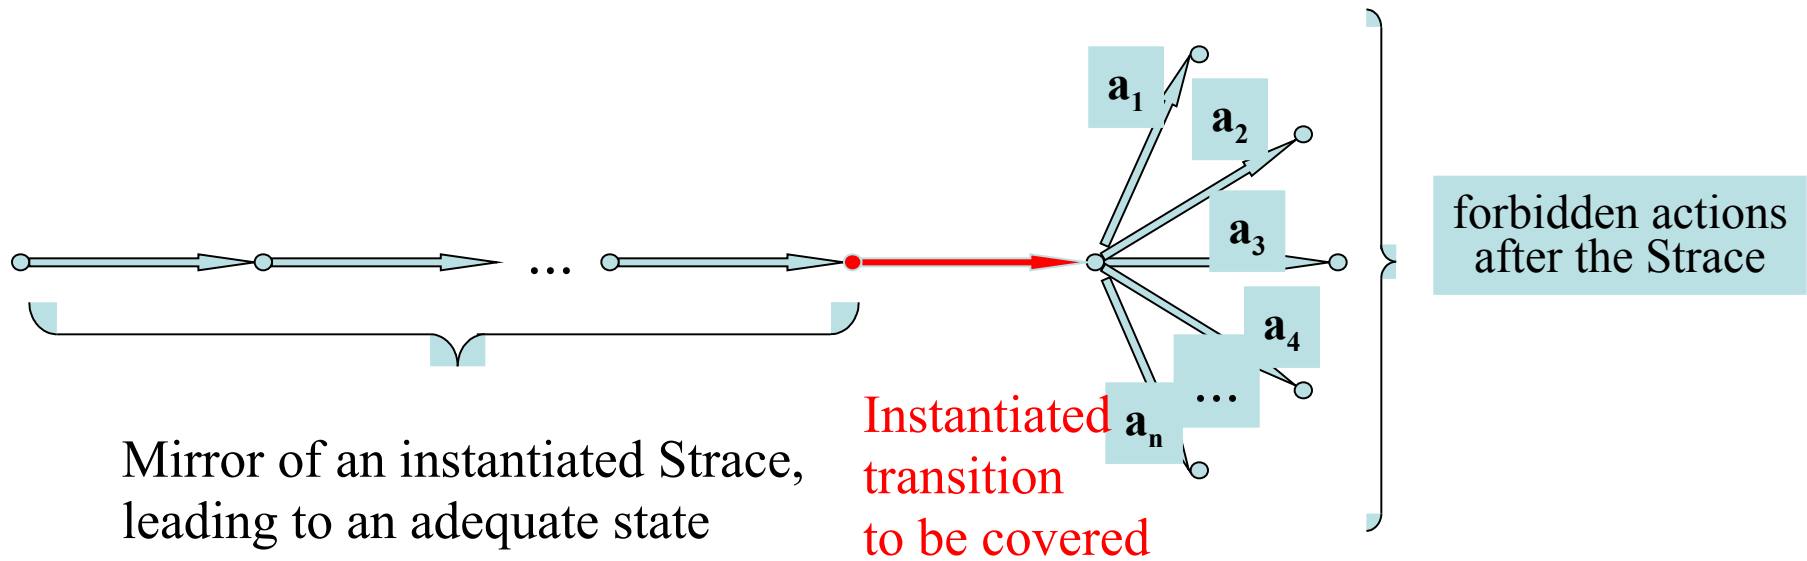 a1
a2
a3
a4
...
an
...
forbidden actions
after the Strace
Mirror of an instantiated Strace,
leading to an adequate state
Instantiated
transition
to be covered